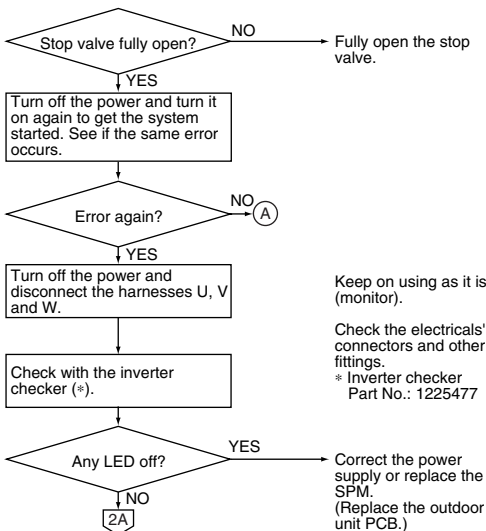 Stop valve fully open?
NO
Fully open the stop
valve.
YES
Turn off the power and turn it
on again to get the system
started. See if the same error
occurs.
Error again?
NO
A
YES
Turn off the power and
disconnect the harnesses U, V
and W.
Keep on using as it is
(monitor).
Check the electricals'
connectors and other
fittings.
* Inverter checker
Part No.: 1225477
Check with the inverter
checker (*).
Any LED off?
YES
Correct the power
supply or replace the
SPM.
(Replace the outdoor
unit PCB.)
NO
2A